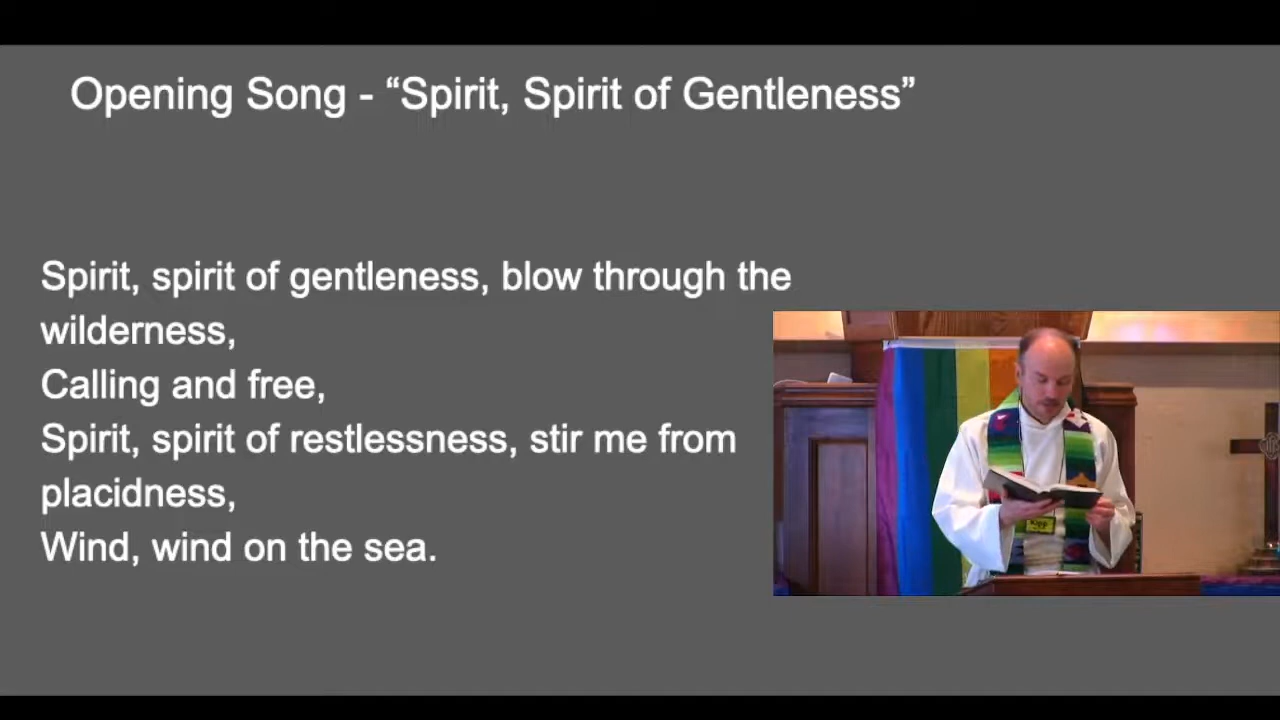 Opening Song - “Spirit, Spirit of Gentleness”
Spirit, spirit of gentleness, blow through the
wilderness,
Calling and free,
Spirit, spirit of restlessness, stir me from
placidness,
Wind, wind on the sea.
Kipp